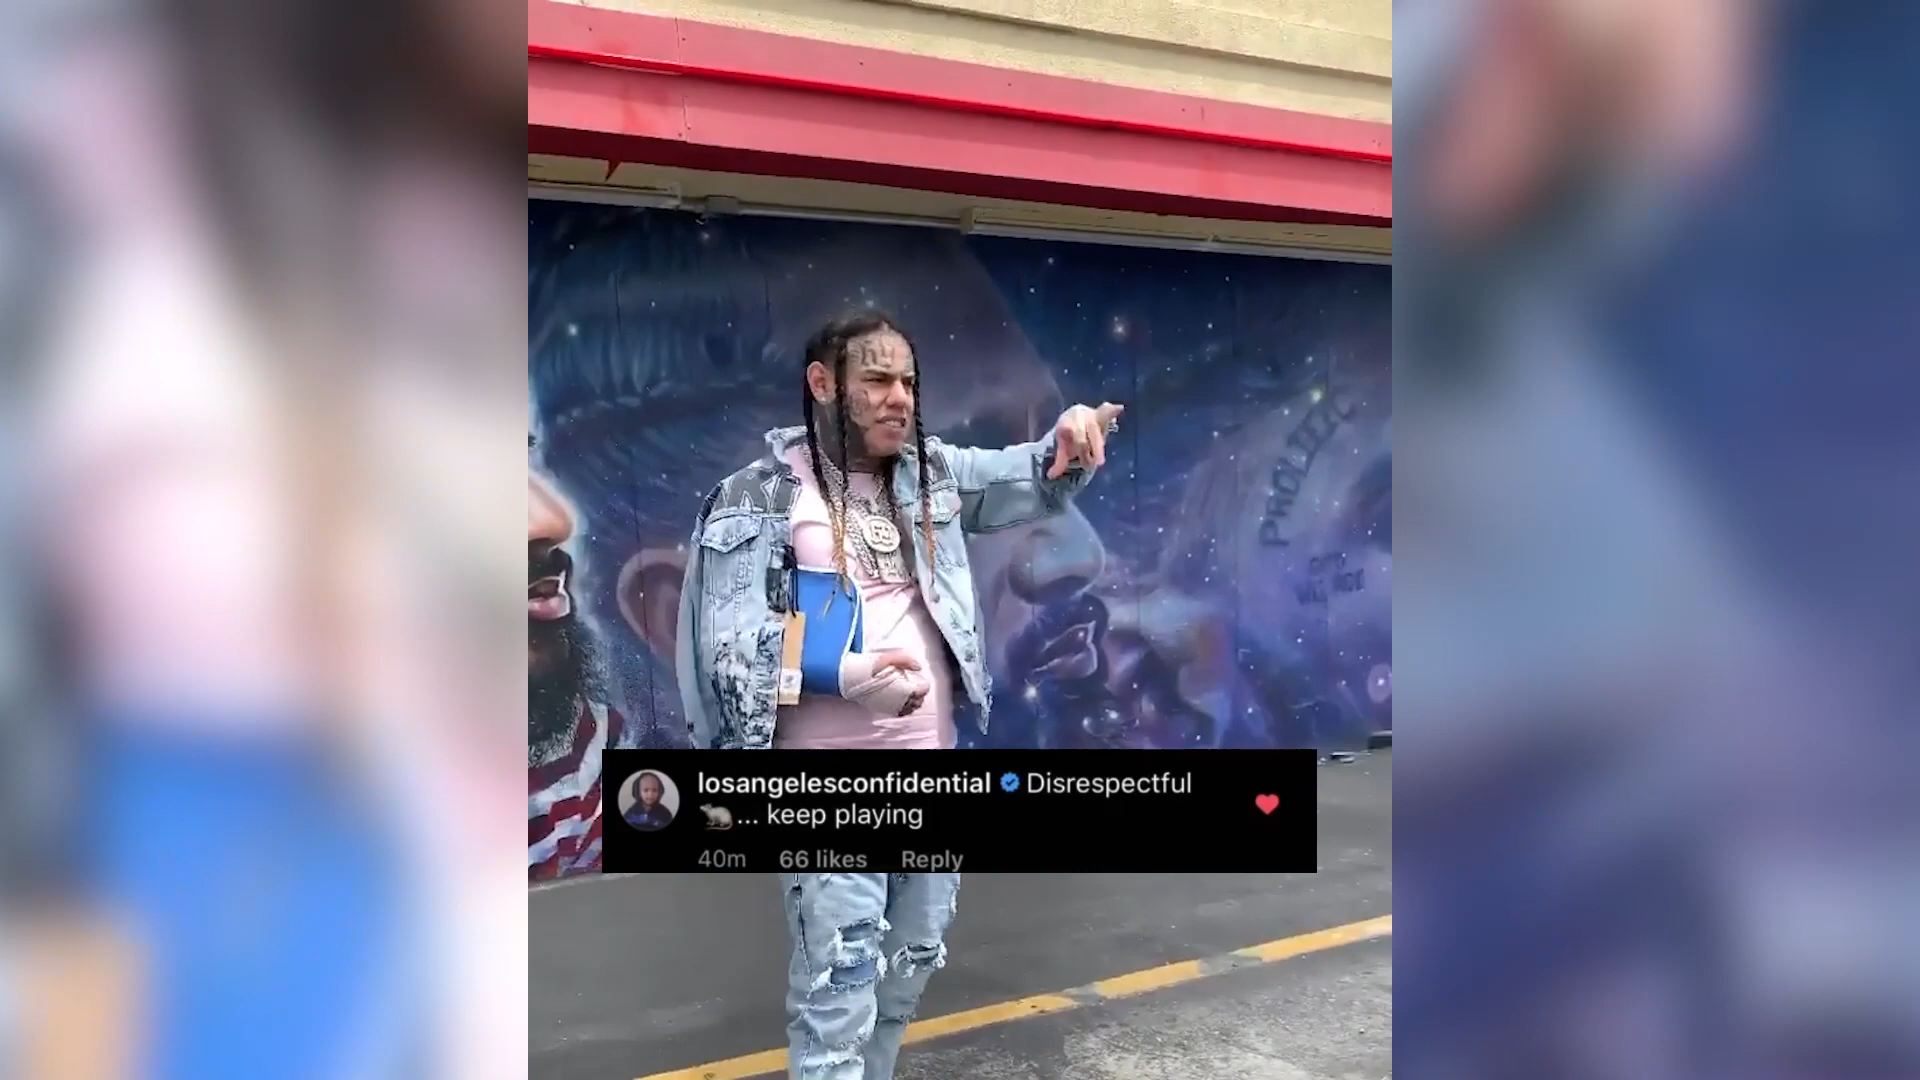 PROLIFIC
losangelesconfidential Disrespectful
🐀... keep playing
40m 66 likes Reply